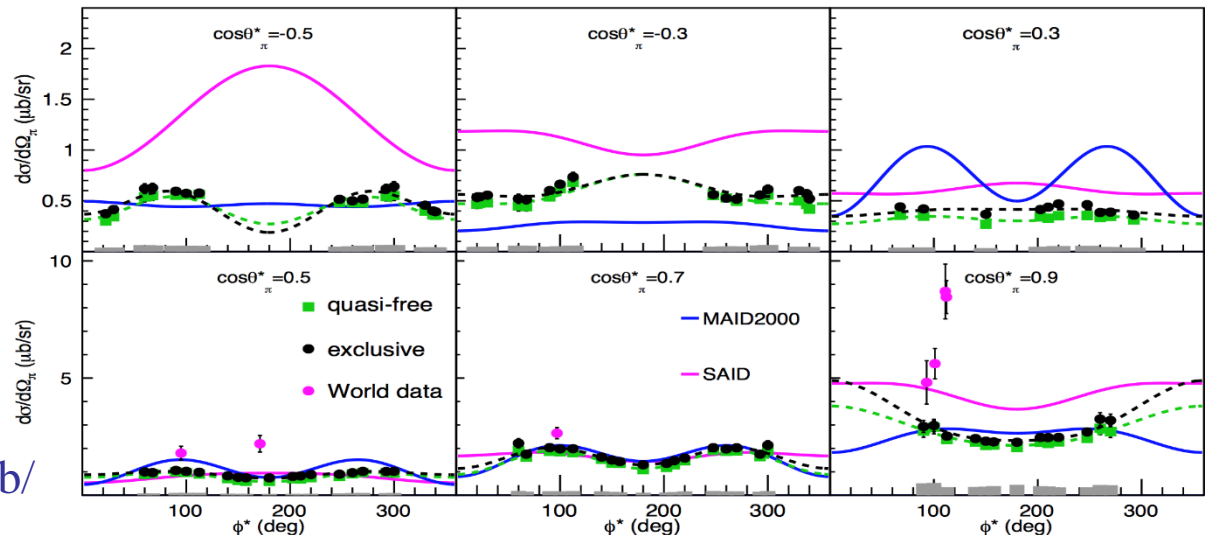 cosθ*π=-0.5
cosθ*π=-0.3
cosθ*π=0.3
dσ/dΩπ (μb/sr)
2
1.5
1
0.5
cosθ*π=0.5
cosθ*π=0.7
cosθ*π=0.9
dσ/dΩπ (μb/sr)
10
5
quasi-free
exclusive
World data
MAID2000
SAID
b/
100 200 300
100 200 300
100 200 300
ϕ* (deg)
ϕ* (deg)
ϕ* (deg)